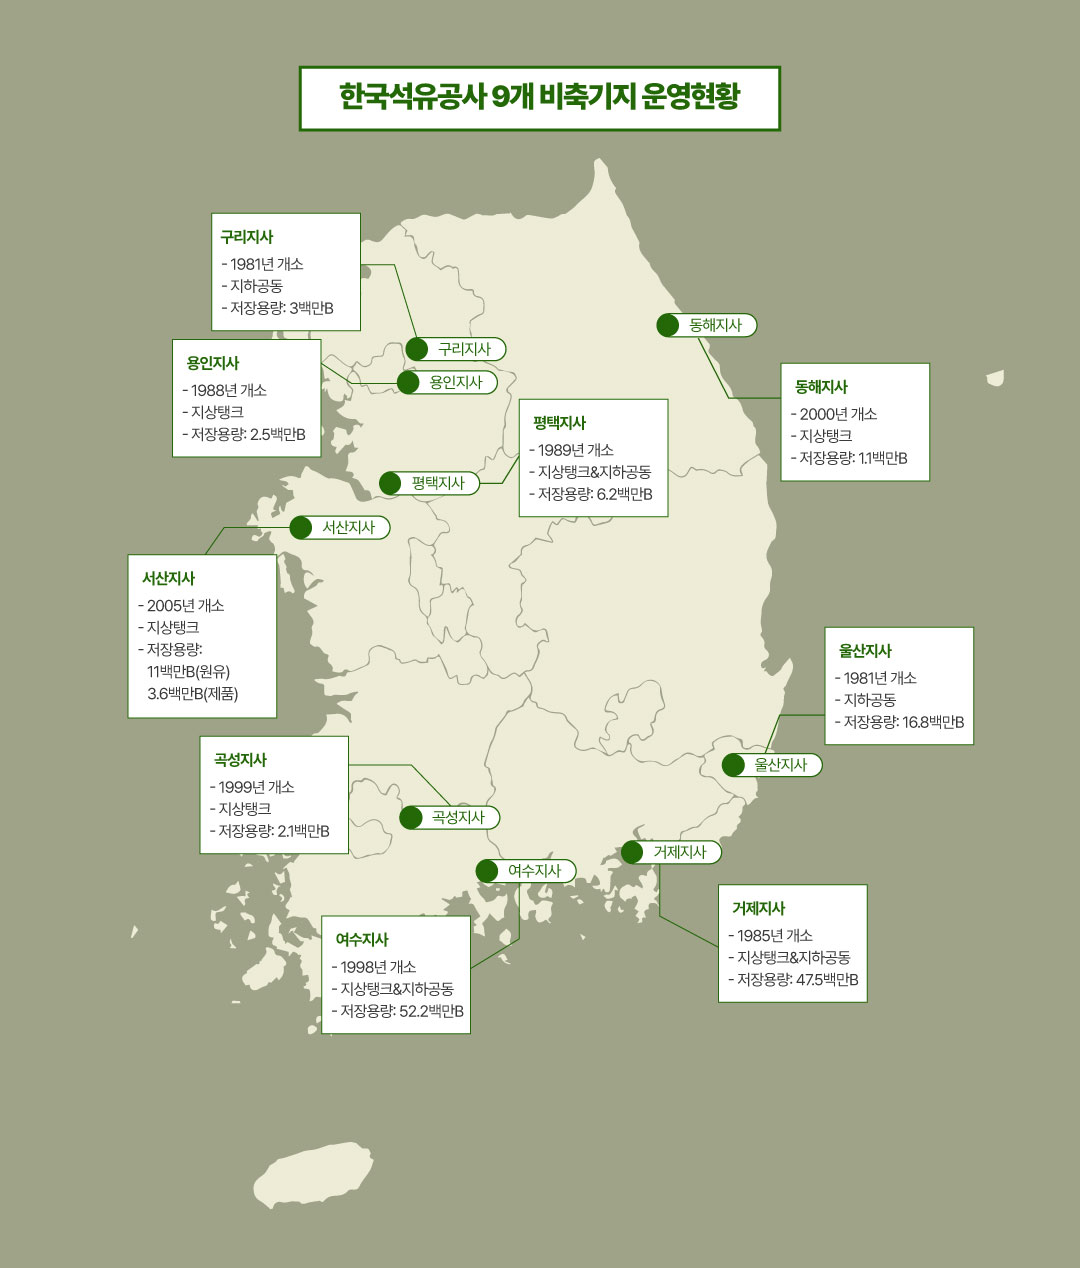 한국석유공사 9개 비축기지 운영현황
구리지사
- 1981년 개소
- 지하공동
- 저장용량: 3백만B
구리지사
동해지사
용인지사
- 1988년 개소
- 지상탱크
- 저장용량: 2.5백만B
용인지사
동해지사
- 2000년 개소
- 지상탱크
- 저장용량: 1.1백만B
평택지사
- 1989년 개소
- 지상탱크&지하공동
- 저장용량: 6.2백만B
평택지사
서산지사
서산지사
- 2005년 개소
- 지상탱크
- 저장용량:
11백만B(원유)
3.6백만B(제품)
울산지사
- 1981년 개소
- 지하공동
- 저장용량: 16.8백만B
울산지사
곡성지사
- 1999년 개소
- 지상탱크
- 저장용량: 2.1백만B
곡성지사
거제지사
여수지사
거제지사
- 1985년 개소
- 지상탱크&지하공동
- 저장용량: 47.5백만B
여수지사
- 1998년 개소
- 지상탱크&지하공동
- 저장용량: 52.2백만B